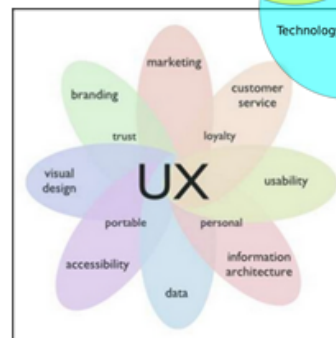 Technolog
marketing
customer
service
branding
trust
loyalty
visual
design
UX
usability
portable
personal
accessibility
information
architecture
data